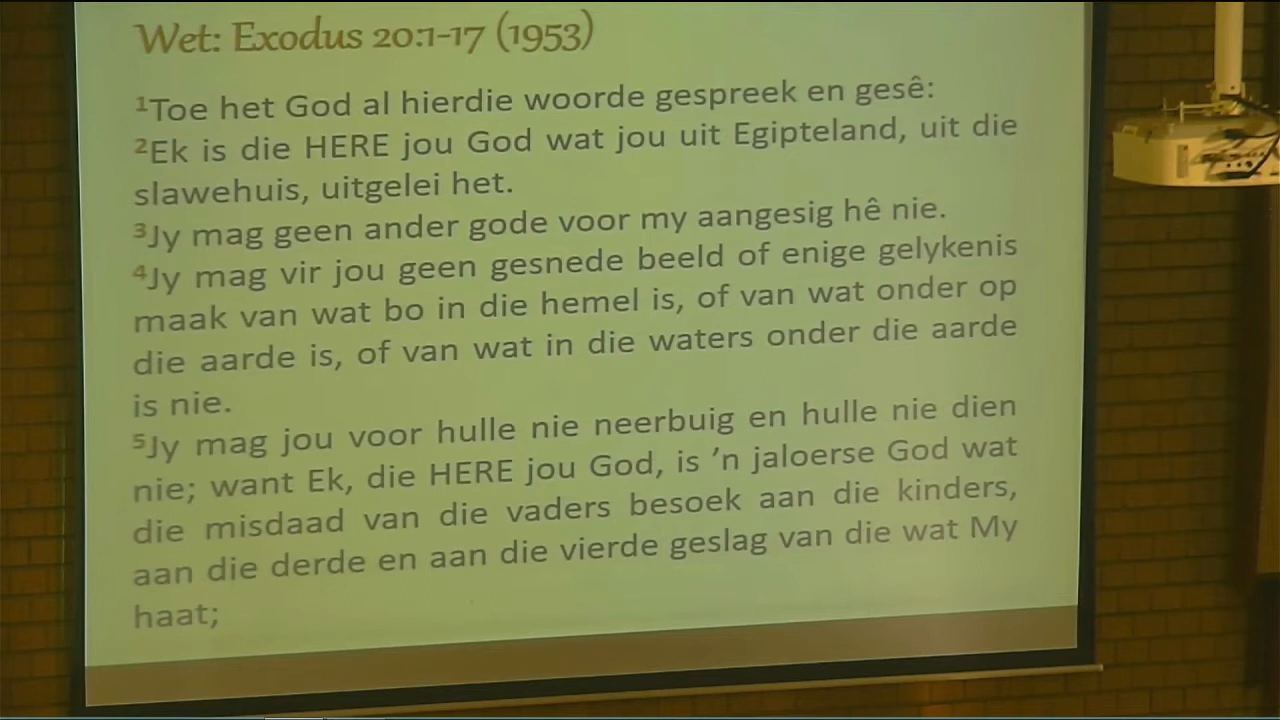 Wet: Exodus 20:1-17 (1953)
¹Toe het God al hierdie woorde gespreek en gesê:
²Ek is die HERE jou God wat jou uit Egipteland, uit die
slawehuis, uitgelei het.
³Jy mag geen ander gode voor my aangesig hê nie.
⁴Jy mag vir jou geen gesnede beeld of enige gelykenis
maak van wat bo in die hemel is, of van wat onder op
die aarde is, of van wat in die waters onder die aarde
is nie.
⁵Jy mag jou voor hulle nie neerbuig en hulle nie dien
nie; want Ek, die HERE jou God, is ’n jaloerse God wat
die misdaad van die vaders besoek aan die kinders,
aan die derde en aan die vierde geslag van die wat My
haat;